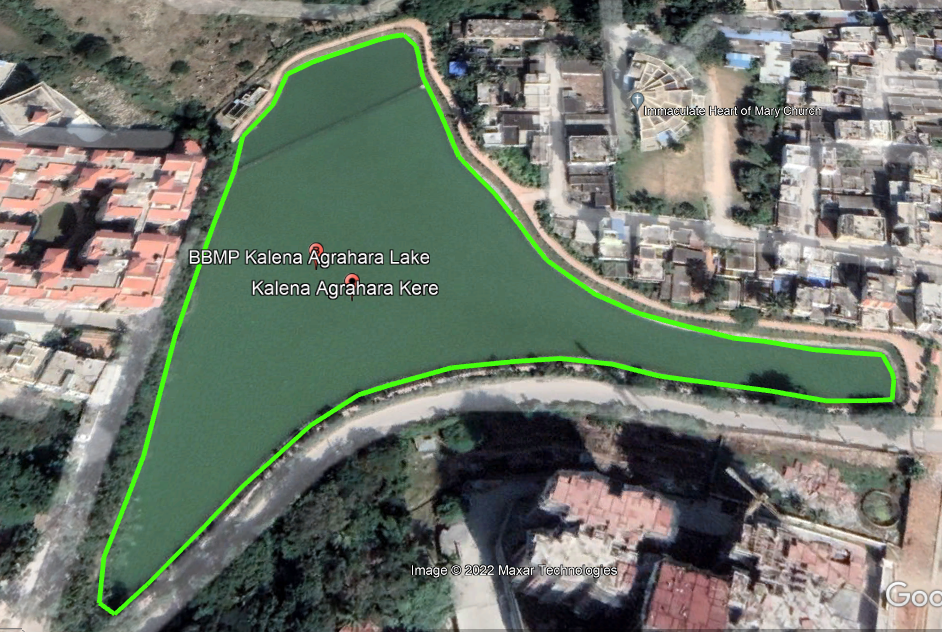 Immaculate Heart of Mary Church
BBMP Kalena Agrahara Lake
Kalena Agrahara Kere
Image © 2022 Maxar Technologies
Goo